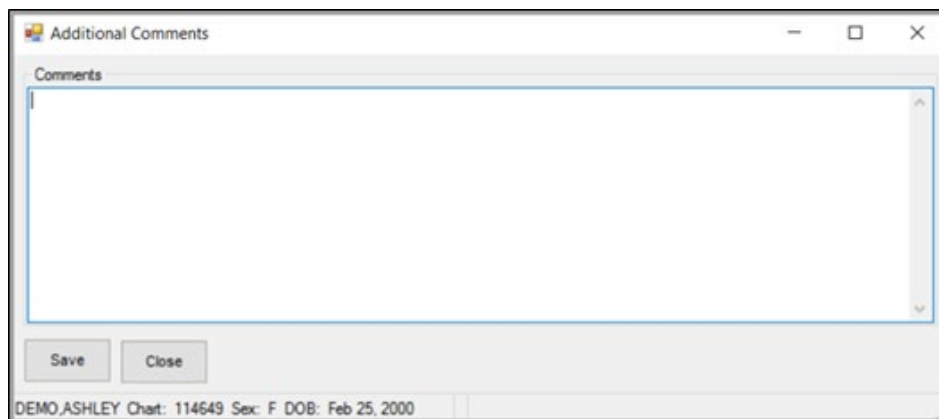 Additional Comments
Comments
Save Close
DEMO,ASHLEY Chart: 114649 Sex: F DOB: Feb 25, 2000